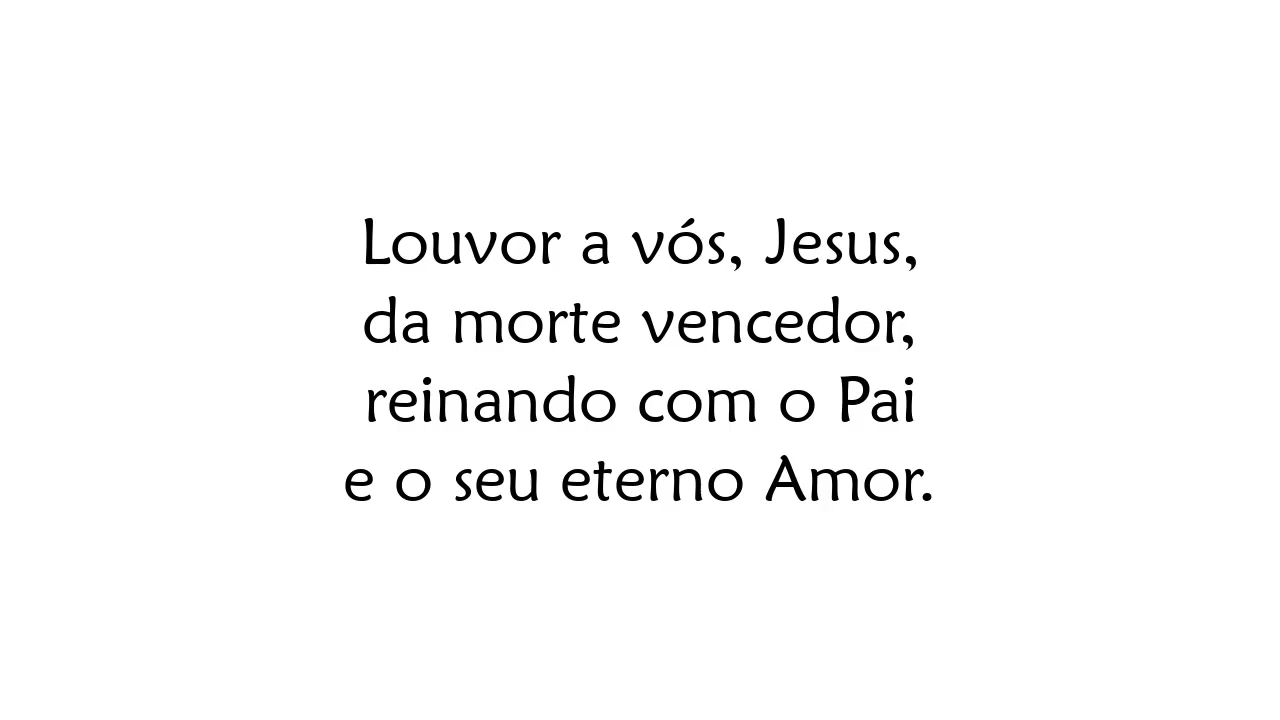 Louvor a vós, Jesus,
da morte vencedor,
reinando com o Pai
e o seu eterno Amor.